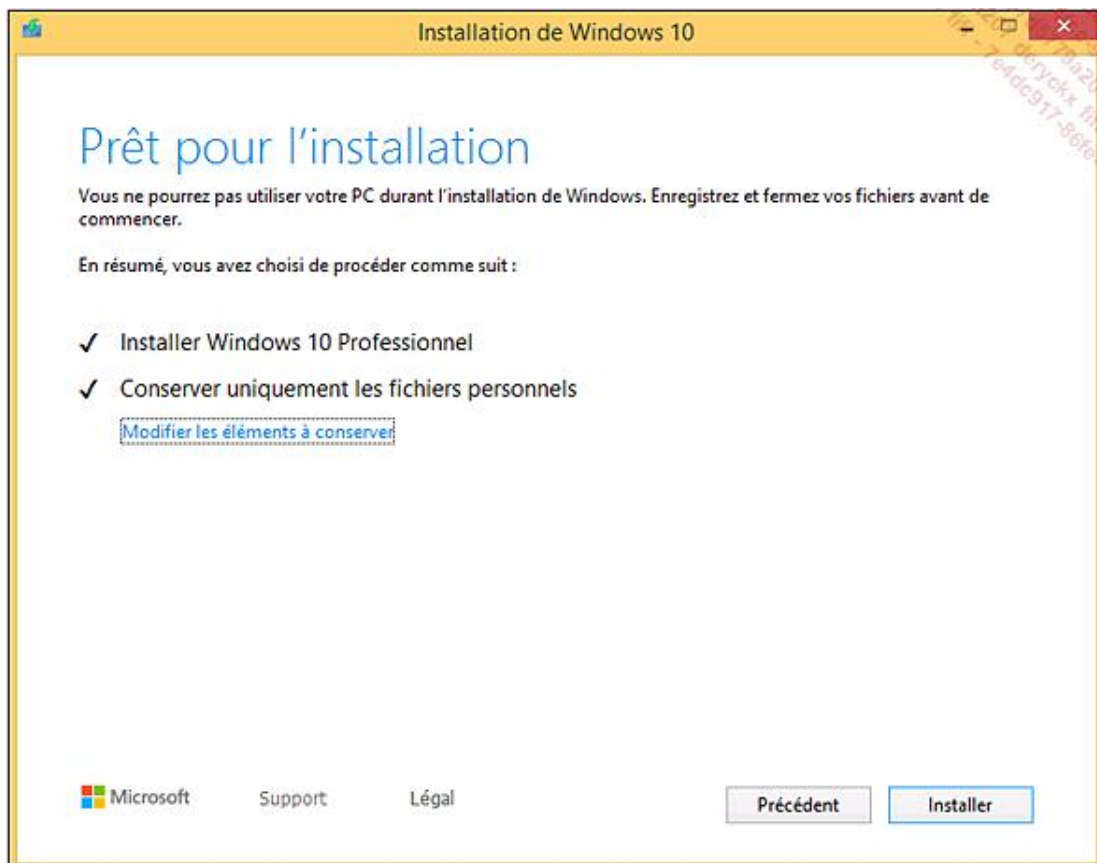 Installation de Windows 10
Prêt pour l'installation
Vous ne pourrez pas utiliser votre PC durant l'installation de Windows. Enregistrez et fermez vos fichiers avant de
commencer.
En résumé, vous avez choisi de procéder comme suit :
Installer Windows 10 Professionnel
Conserver uniquement les fichiers personnels
Modifier les éléments à conserver
Microsoft Support Légal Précédent Installer